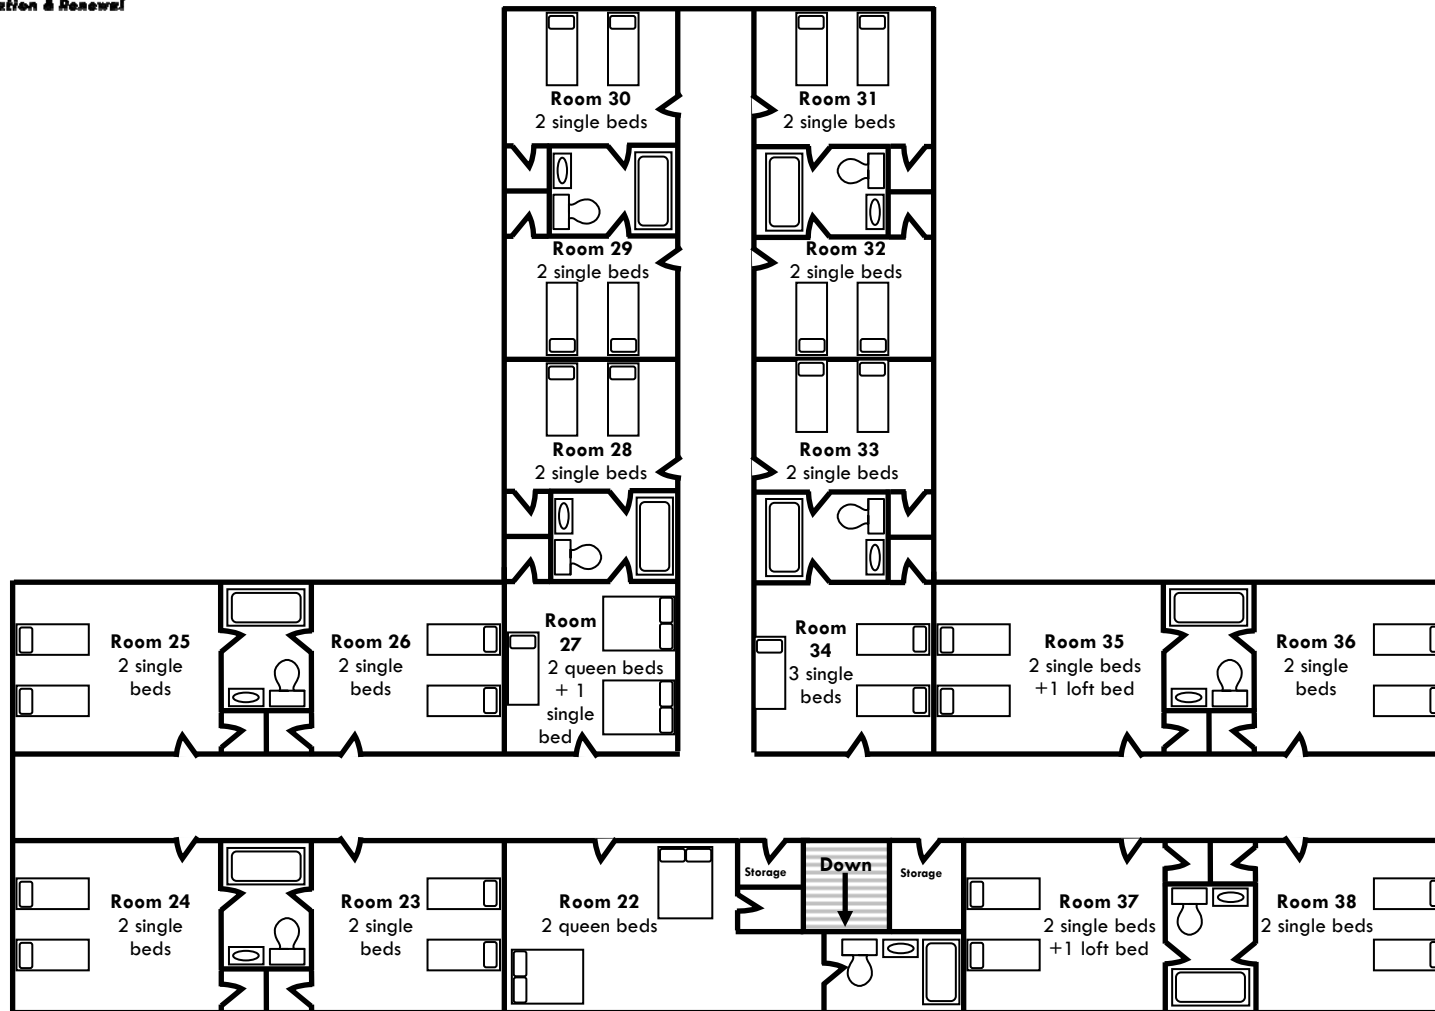 & Renewal
Room 30
2 single beds
Room 31
2 single beds
Room 29
2 single beds
Room 32
2 single beds
Room 28
2 single beds
Room 33
2 single beds
Room 25
2 single
beds
Room 26
2 single
beds
Room
27
2 queen beds
+ 1
single
bed
Room
34
3 single
beds
Room 35
2 single beds
+1 loft bed
Room 36
2 single
beds
Room 24
2 single
beds
Room 23
2 single
beds
Room 22
2 queen beds
Storage
Down
Storage
Room 37
2 single beds
+1 loft bed
Room 38
2 single beds